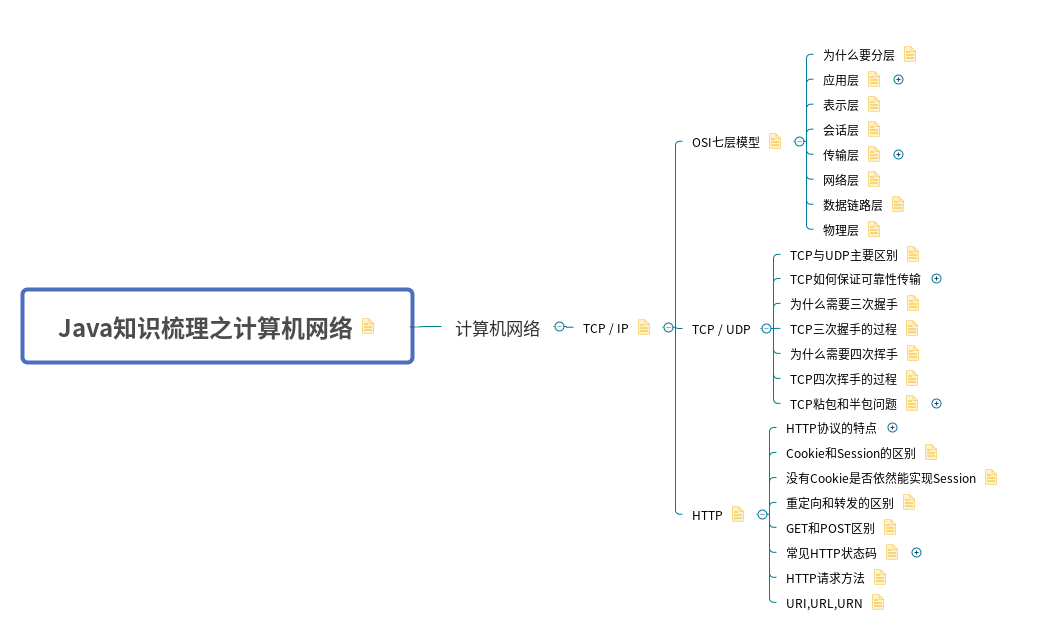 Java知识梳理之计算机网络
计算机网络
TCP / IP
OSI七层模型
为什么要分层
应用层
表示层
会话层
传输层
网络层
数据链路层
物理层
TCP / UDP
TCP与UDP主要区别
TCP如何保证可靠性传输
为什么需要三次握手
TCP三次握手的过程
为什么需要四次挥手
TCP四次挥手的过程
TCP粘包和半包问题
HTTP
HTTP协议的特点
Cookie和Session的区别
没有Cookie是否依然能实现Session
重定向和转发的区别
GET和POST区别
常见HTTP状态码
HTTP请求方法
URI,URL,URN